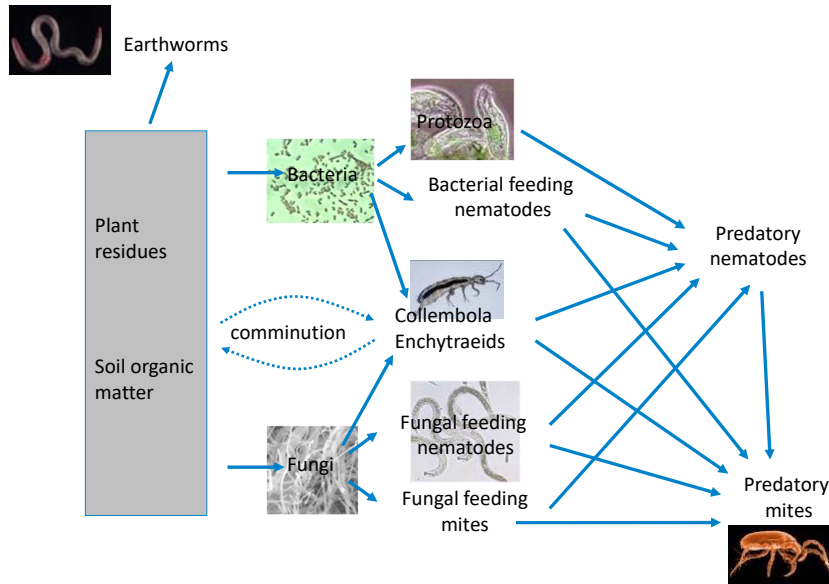 Earthworms
Protozoa
Bacteria
Bacterial feeding
nematodes
Plant
residues
Predatory
nematodes
comminution
Collembola
Enchytraeids
Soil organic
matter
Fungal feeding
nematodes
Fungi
Fungal feeding
mites
Predatory
mites